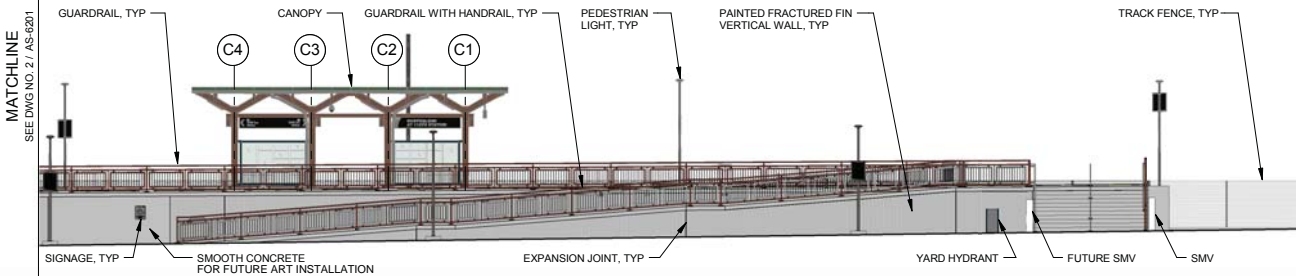 MATCHLINE
SEE DWG NO. 2 / AS-6201
GUARDRAIL, TYP
CANOPY
GUARDRAIL WITH HANDRAIL, TYP
PEDESTRIAN
LIGHT, TYP
PAINTED FRACTURED FIN
VERTICAL WALL, TYP
TRACK FENCE, TYP
C4
C3
C2
C1
SIGNAGE, TYP
SMOOTH CONCRETE
FOR FUTURE ART INSTALLATION
EXPANSION JOINT, TYP
YARD HYDRANT
FUTURE SMV
SMV